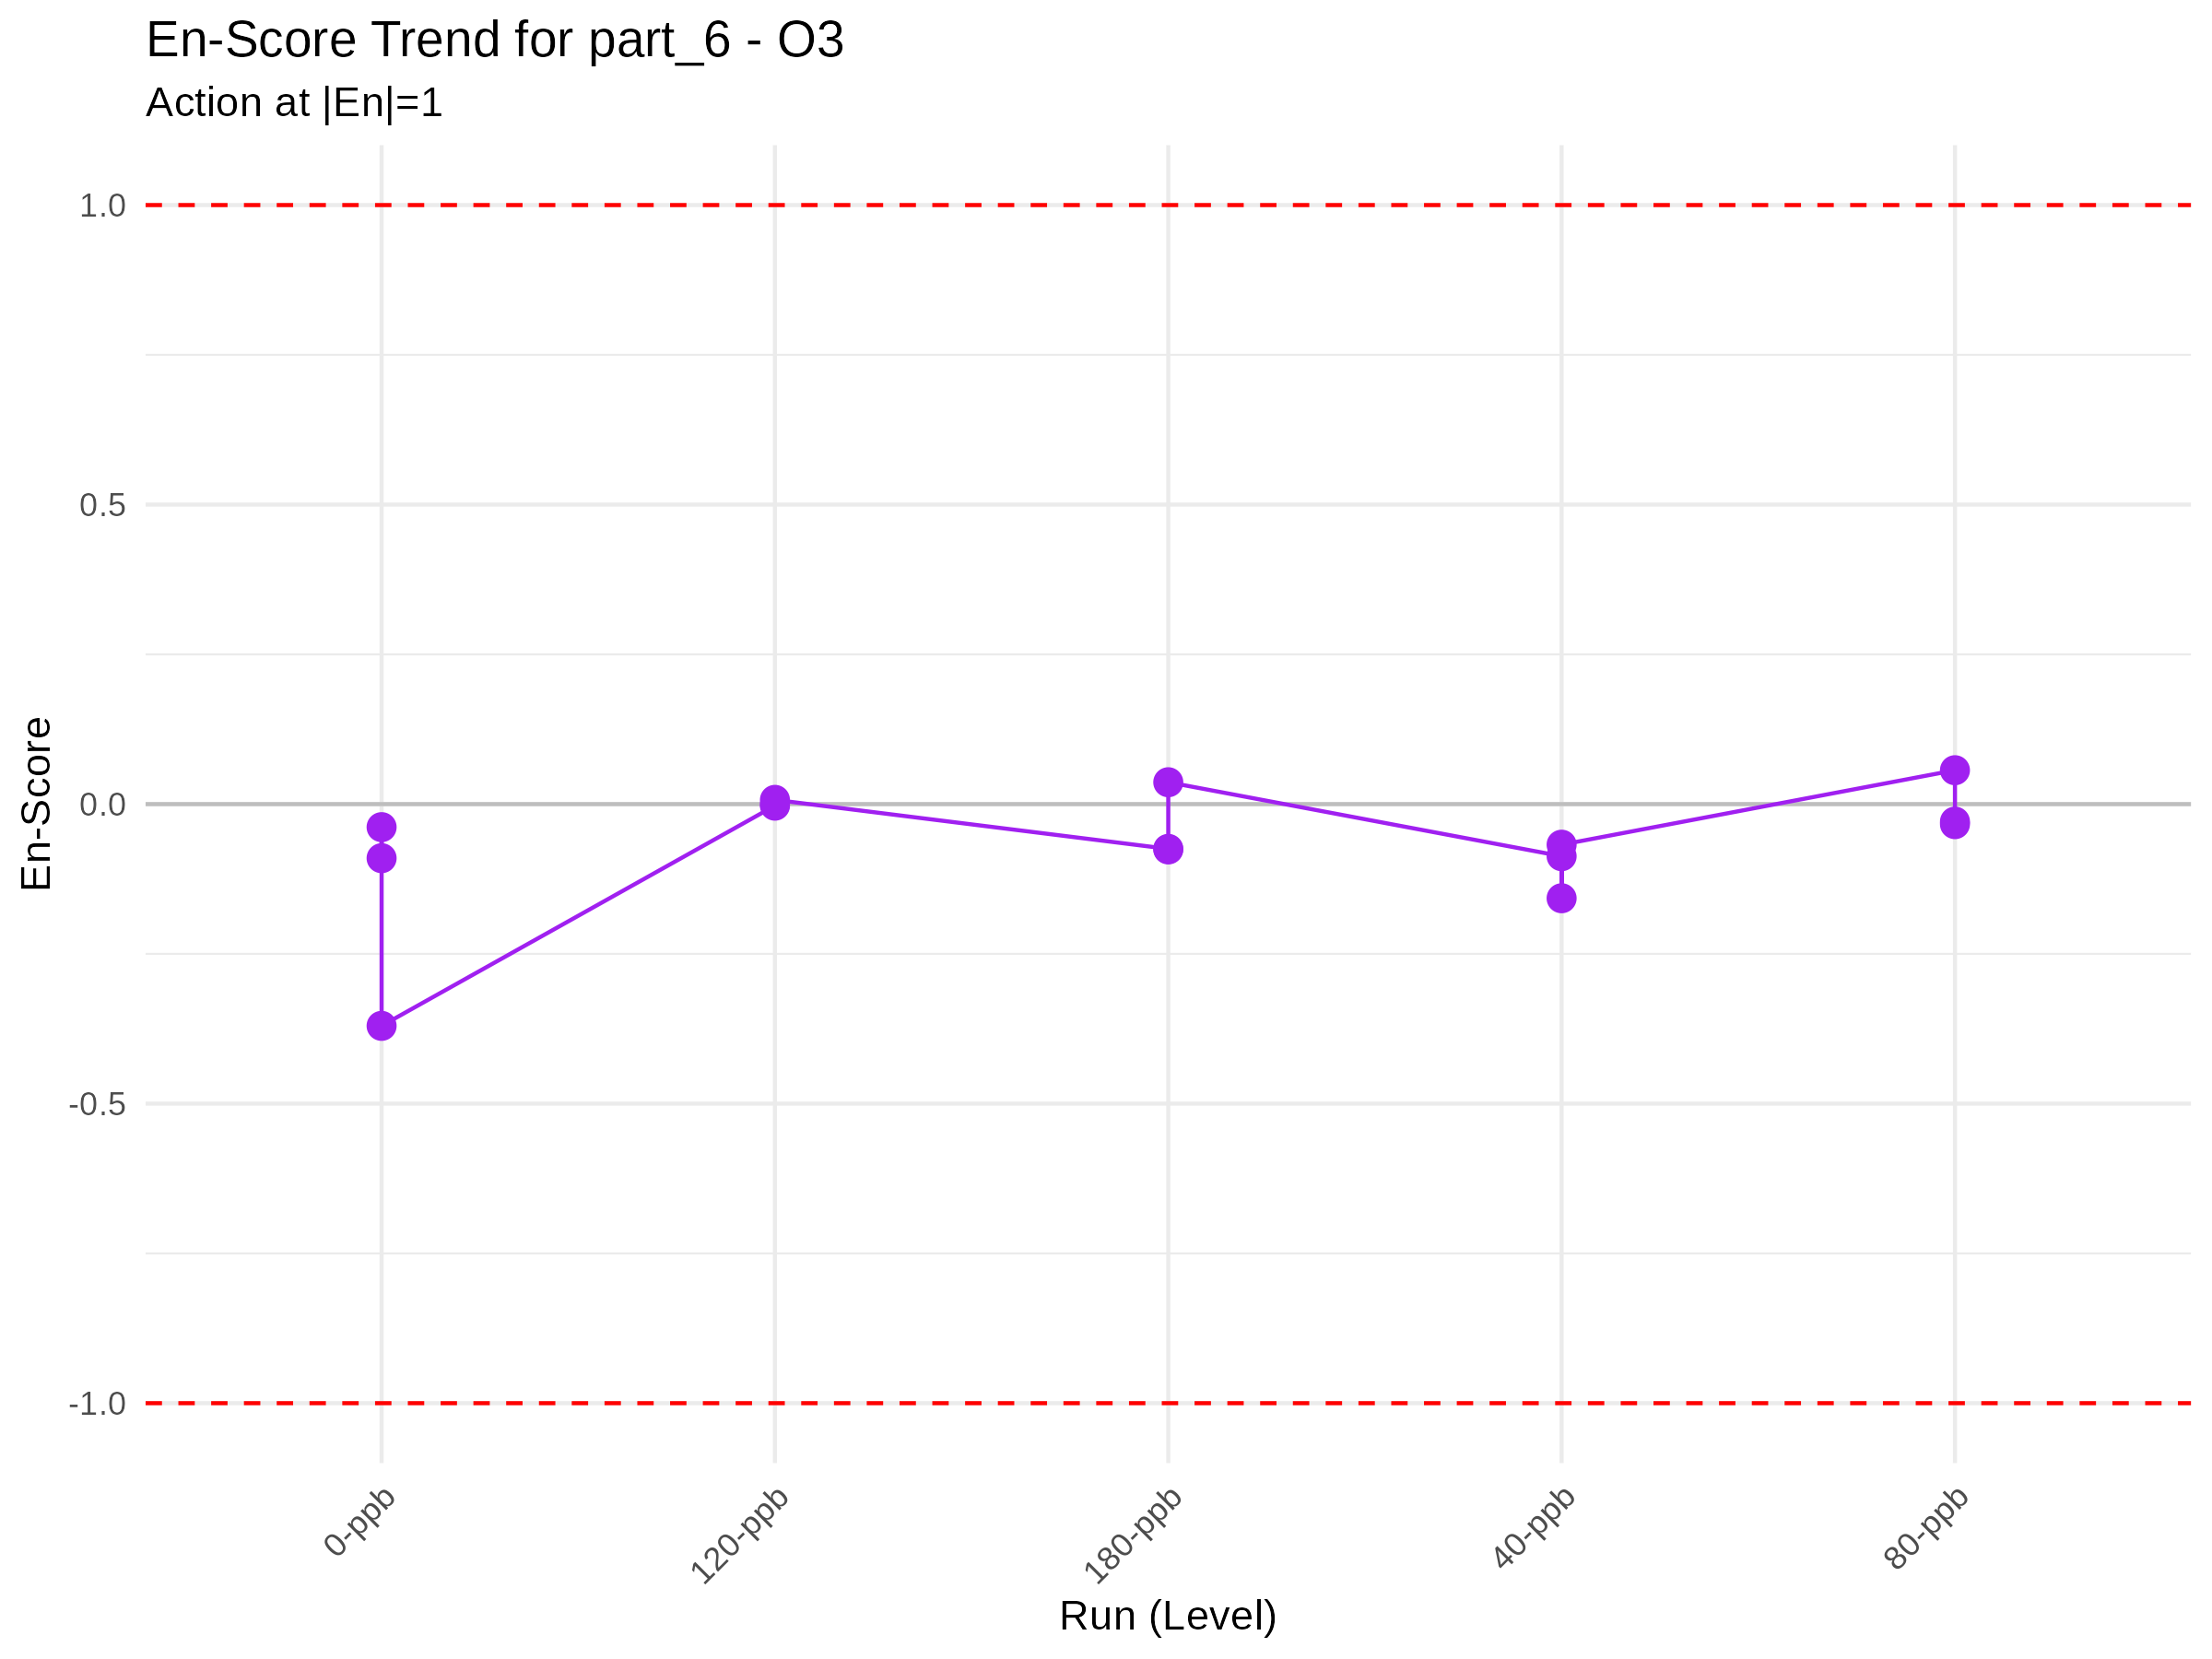 En-Score Trend for part_6 - O3
Action at |En|=1
1.0
0.5
0.0
-0.5
-1.0
En-Score
0-ppb
120-ppb
180-ppb
40-ppb
80-ppb
Run (Level)